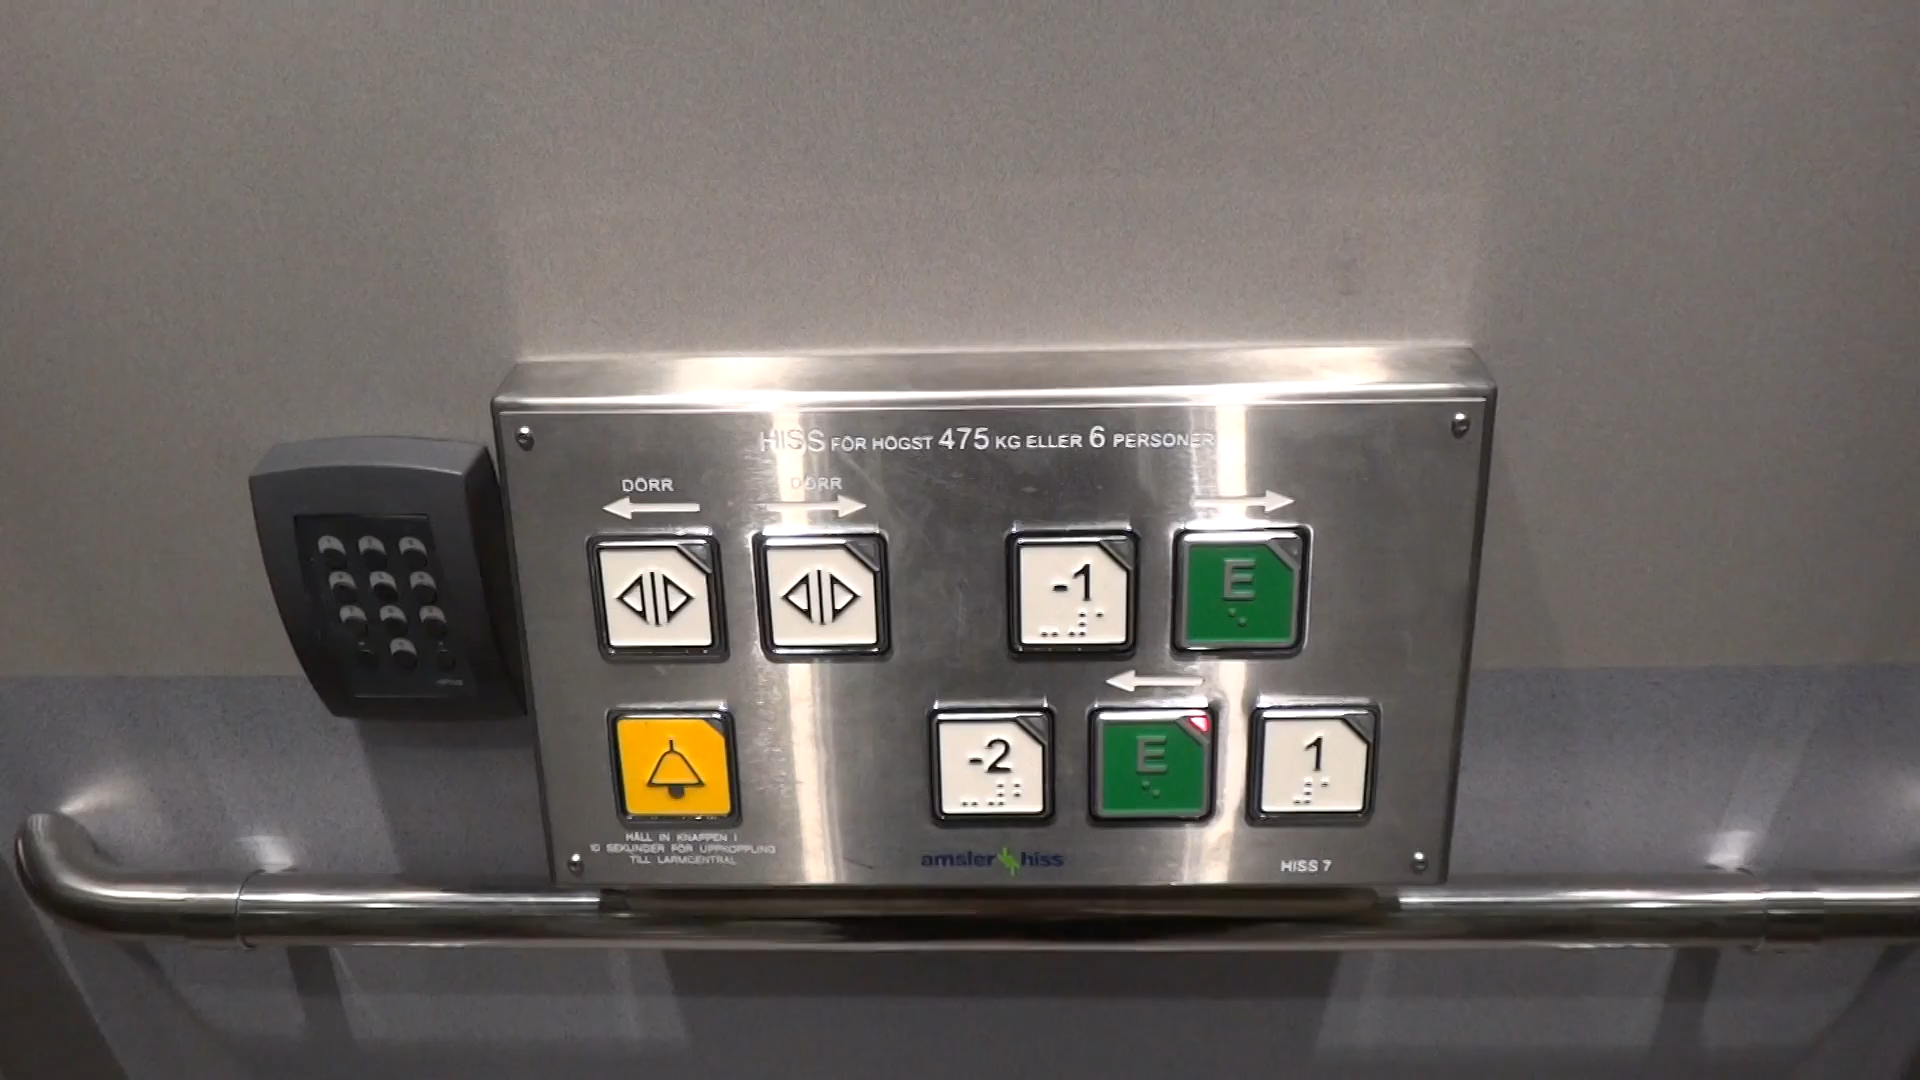 HISS FÖR HÖGST 475 KG ELLER 6 PERSONER
DÖRR
DÖRR
-1
E
-2
E
1
HÅLL IN KNAPPEN I
10 SEKUNDER FÖR UPPKOPPLING
TILL LARMCENTRAL
amsler hiss
HISS 7